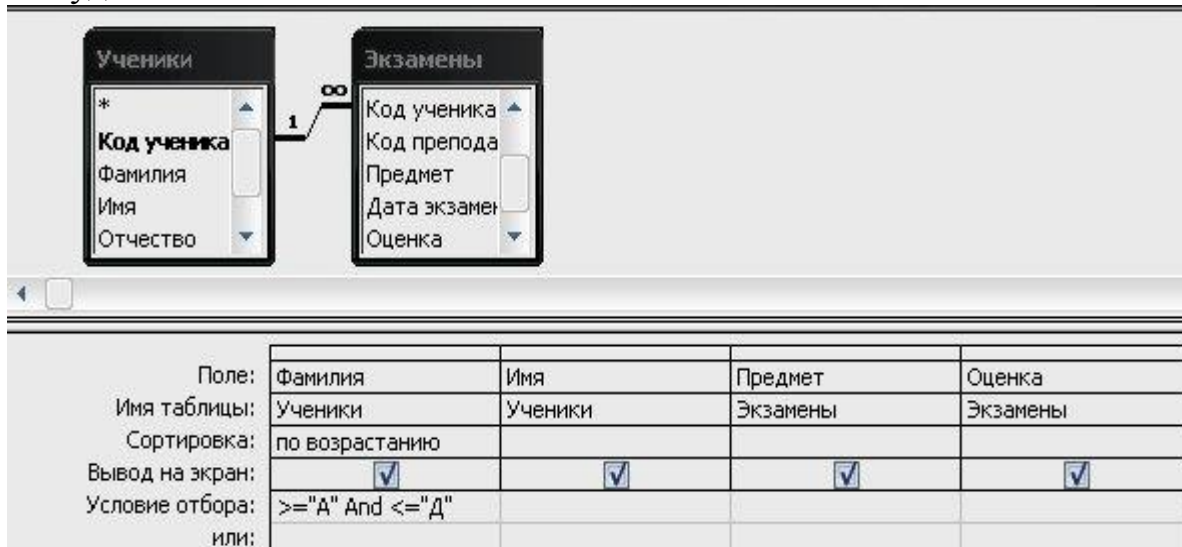 Ученики
*
Код ученика
Фамилия
Имя
Отчество
1
∞
Экзамены
Код ученика
Код препода
Предмет
Дата экзамен
Оценка
Поле: Фамилия Имя Предмет Оценка
Имя таблицы: Ученики Ученики Экзамены Экзамены
Сортировка: по возрастанию
Вывод на экран:
Условие отбора: >="А" And <="Д"
или: